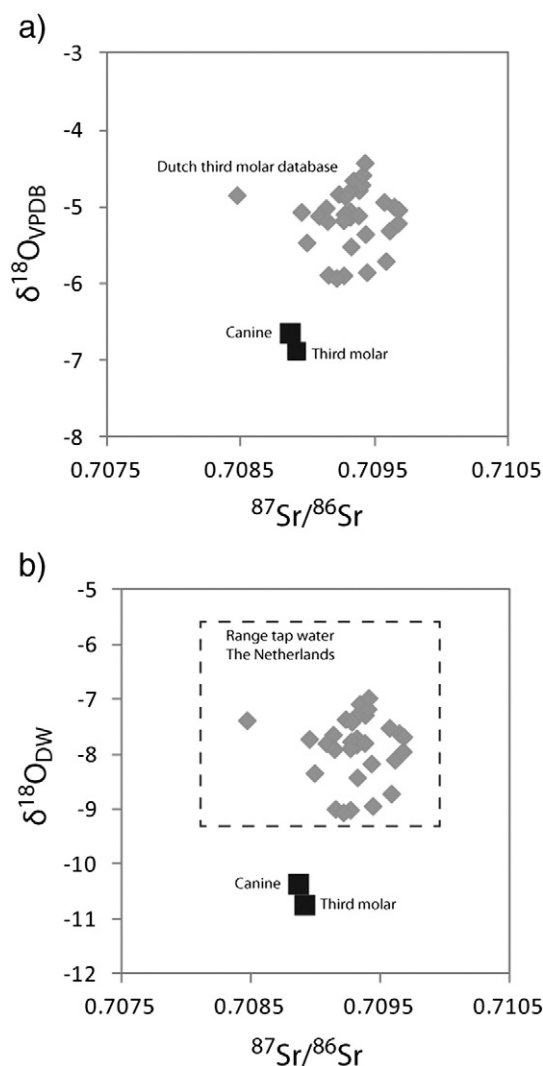 a)
-3
-4
Dutch third molar database
-5
δ¹⁸O_VPDB
-6
Canine
-7
Third molar
-8
0.7075 0.7085 0.7095 0.7105
⁸⁷Sr/⁸⁶Sr
b)
-5
-6
Range tap water
The Netherlands
-7
-8
δ¹⁸O_DW
-9
-10
Canine
-11
Third molar
-12
0.7075 0.7085 0.7095 0.7105
⁸⁷Sr/⁸⁶Sr